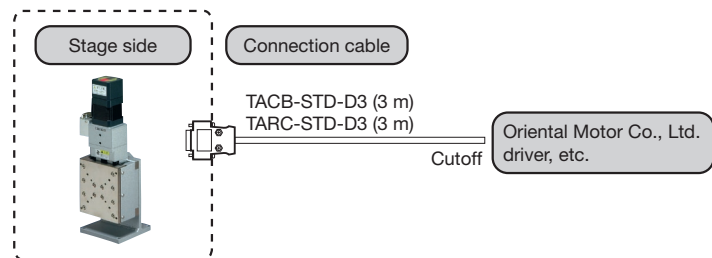 Stage side
Connection cable
TACB-STD-D3 (3 m)
TARC-STD-D3 (3 m)
Cutoff
Oriental Motor Co., Ltd.
driver, etc.